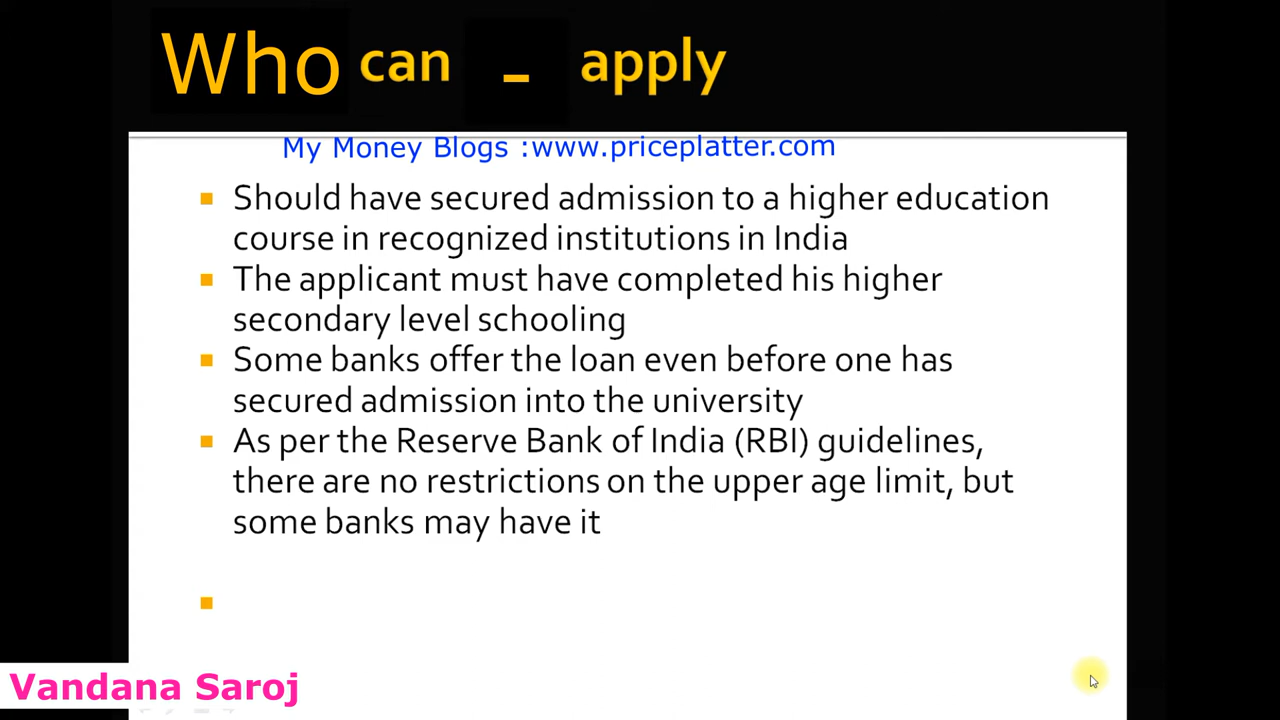 Who can - apply
My Money Blogs :www.priceplatter.com
Should have secured admission to a higher education
course in recognized institutions in India
The applicant must have completed his higher
secondary level schooling
Some banks offer the loan even before one has
secured admission into the university
As per the Reserve Bank of India (RBI) guidelines,
there are no restrictions on the upper age limit, but
some banks may have it
Vandana Saroj